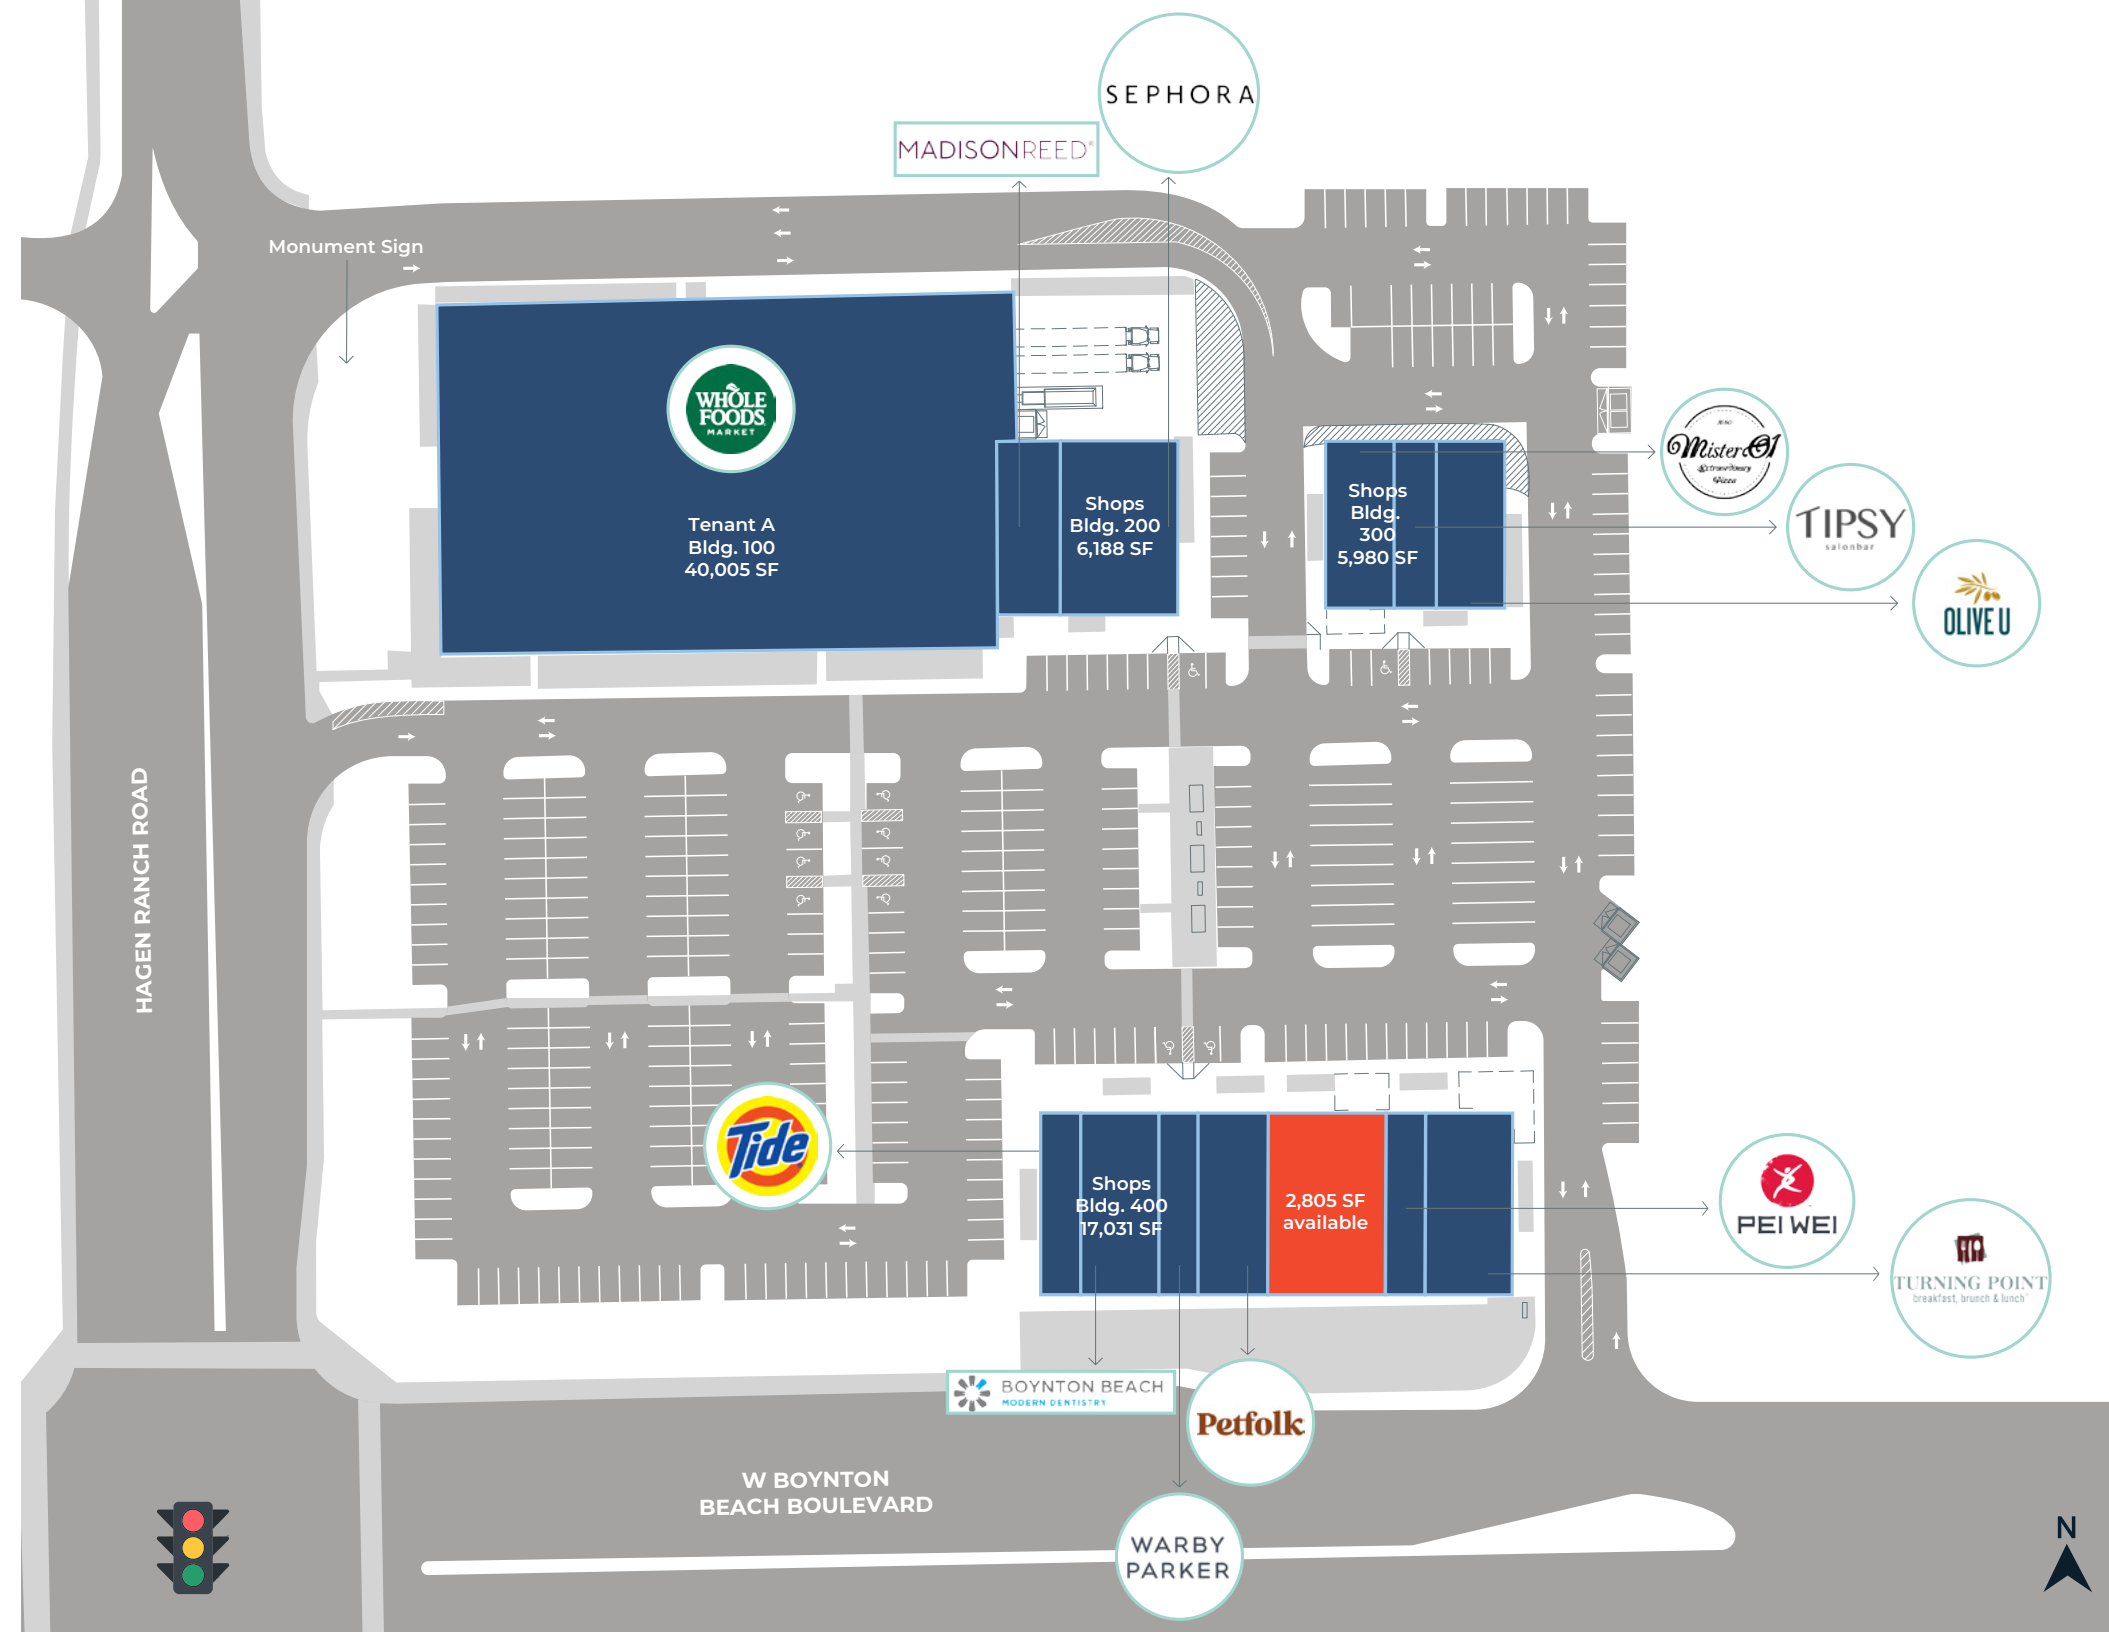 SEPHORA
MADISONREED®
Monument Sign
WHOLE
FOODS
MARKET
Tenant A
Bldg. 100
40,005 SF
Shops
Bldg. 200
6,188 SF
Shops
Bldg.
300
5,980 SF
Mister O1
Extraordinary
Pizza
TIPSY
salonbar
OLIVE U
HAGEN RANCH ROAD
Tide
Shops
Bldg. 400
17,031 SF
2,805 SF
available
PEI WEI
TURNING POINT
breakfast, brunch & lunch
BOYNTON BEACH
MODERN DENTISTRY
Petfolk
WARBY
PARKER
W BOYNTON
BEACH BOULEVARD
N